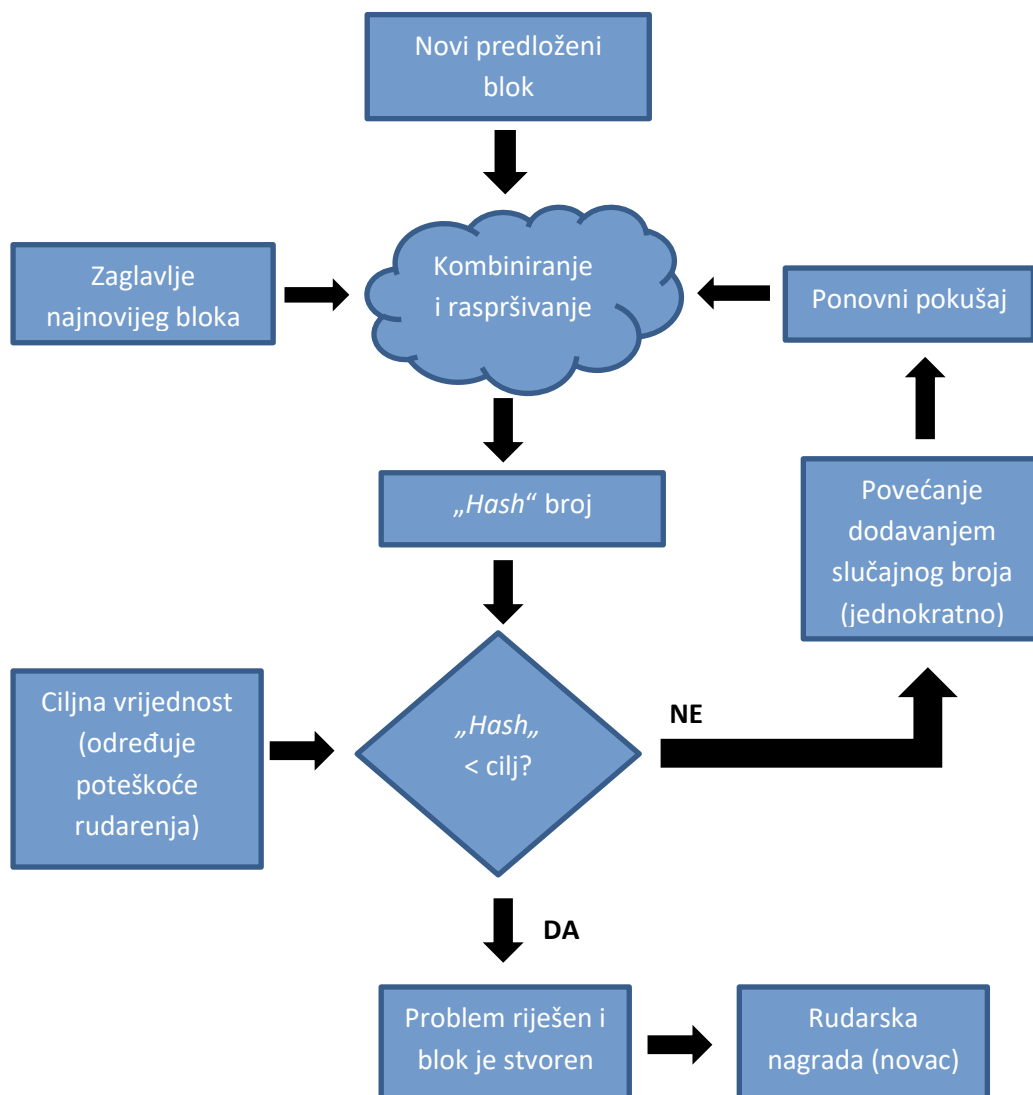 Novi predloženi
blok
Zaglavlje
najnovijeg bloka
Kombiniranje
i raspršivanje
Ponovni pokušaj
„Hash“ broj
Povećanje
dodavanjem
slučajnog broja
(jednokratno)
Ciljna vrijednost
(određuje
poteškoće
rudarenja)
„Hash„
< cilj?
NE
DA
Problem riješen i
blok je stvoren
Rudarska
nagrada (novac)